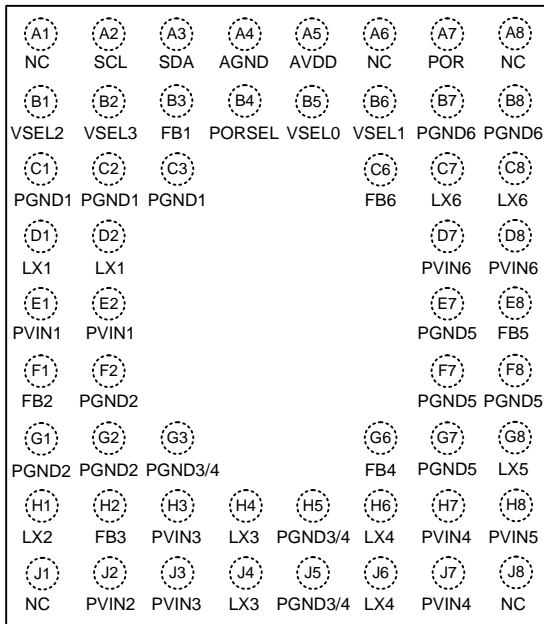 A1 A2 A3 A4 A5 A6 A7 A8
NC SCL SDA AGND AVDD NC POR NC
B1 B2 B3 B4 B5 B6 B7 B8
VSEL2 VSEL3 FB1 PORSEL VSEL0 VSEL1 PGND6 PGND6
C1 C2 C3 C6 C7 C8
PGND1 PGND1 PGND1 FB6 LX6 LX6
D1 D2 D7 D8
LX1 LX1 PVIN6 PVIN6
E1 E2 E7 E8
PVIN1 PVIN1 PGND5 FB5
F1 F2 F7 F8
FB2 PGND2 PGND5 PGND5
G1 G2 G3 G6 G7 G8
PGND2 PGND2 PGND3/4 FB4 PGND5 LX5
H1 H2 H3 H4 H5 H6 H7 H8
LX2 FB3 PVIN3 LX3 PGND3/4 LX4 PVIN4 PVIN5
J1 J2 J3 J4 J5 J6 J7 J8
NC PVIN2 PVIN3 LX3 PGND3/4 LX4 PVIN4 NC